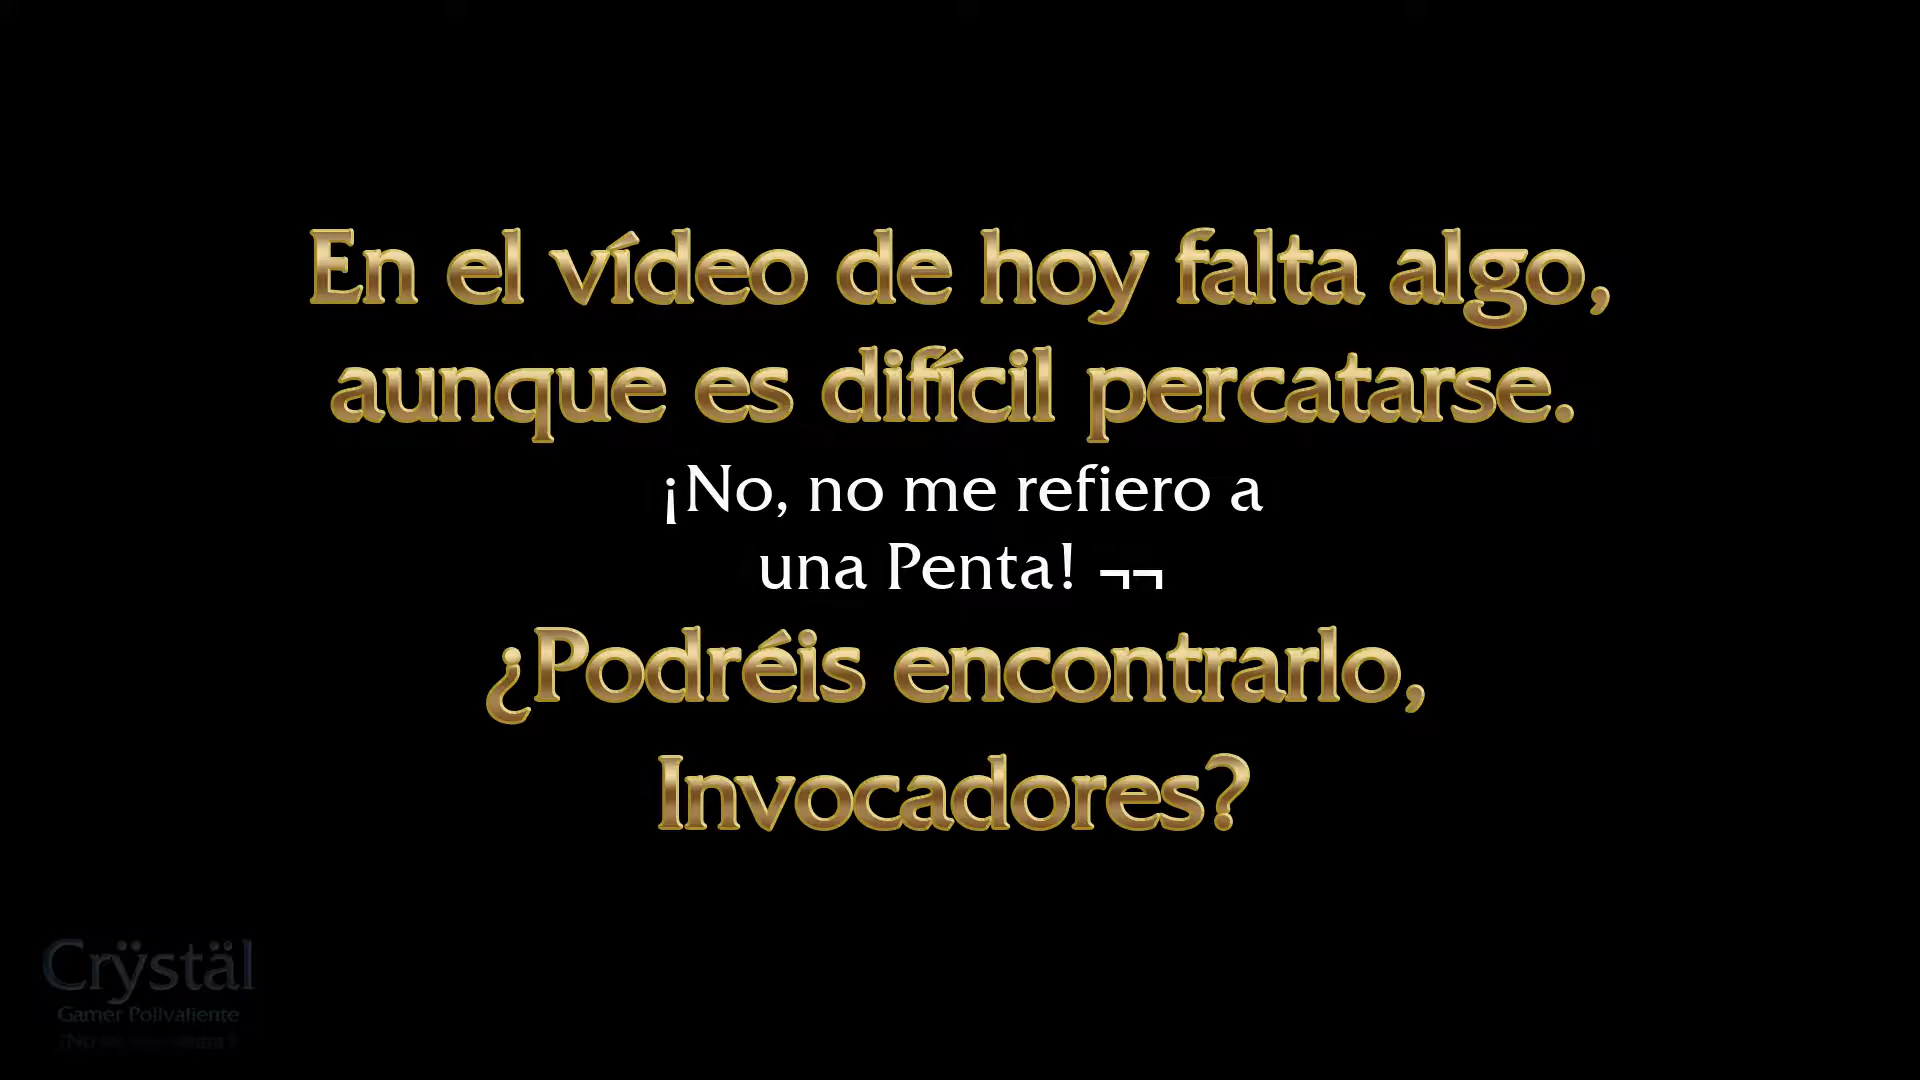 En el vídeo de hoy falta algo,
aunque es difícil percatarse.
¡No, no me refiero a
una Penta! ¬¬
¿Podréis encontrarlo,
Invocadores?
Crÿstäl
Gamer Polivaliente